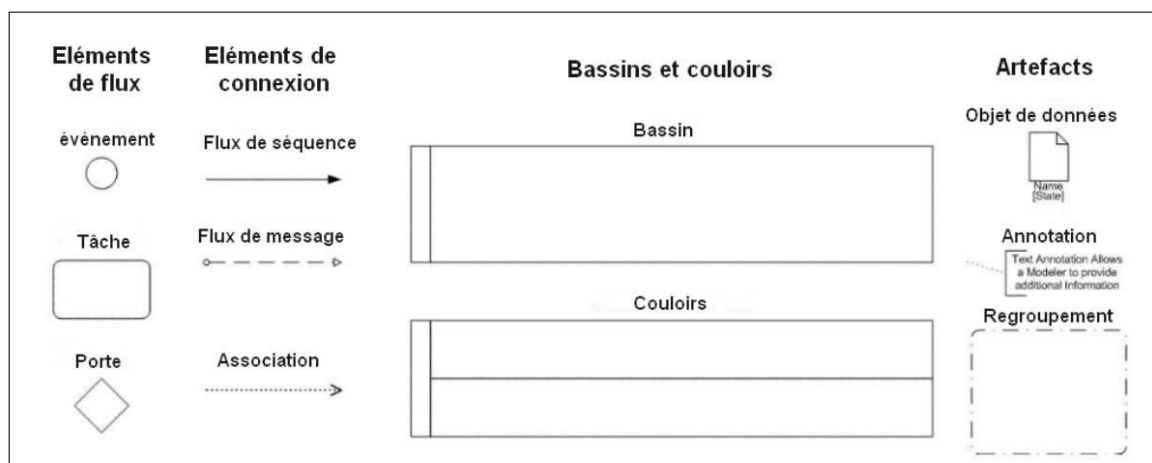 Eléments
de flux
évènement
Tâche
Porte
Eléments de
connexion
Flux de séquence
Flux de message
Association
Bassins et couloirs
Bassin
Couloirs
Artefacts
Objet de données
Name
[State]
Annotation
Text Annotation Allows
a Modeler to provide
additional Information
Regroupement